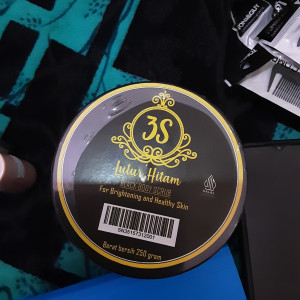 3S
Lulur Hitam
BLACK BODY SCRUB
For Brightening and Healthy Skin
Berat bersih 250 gram